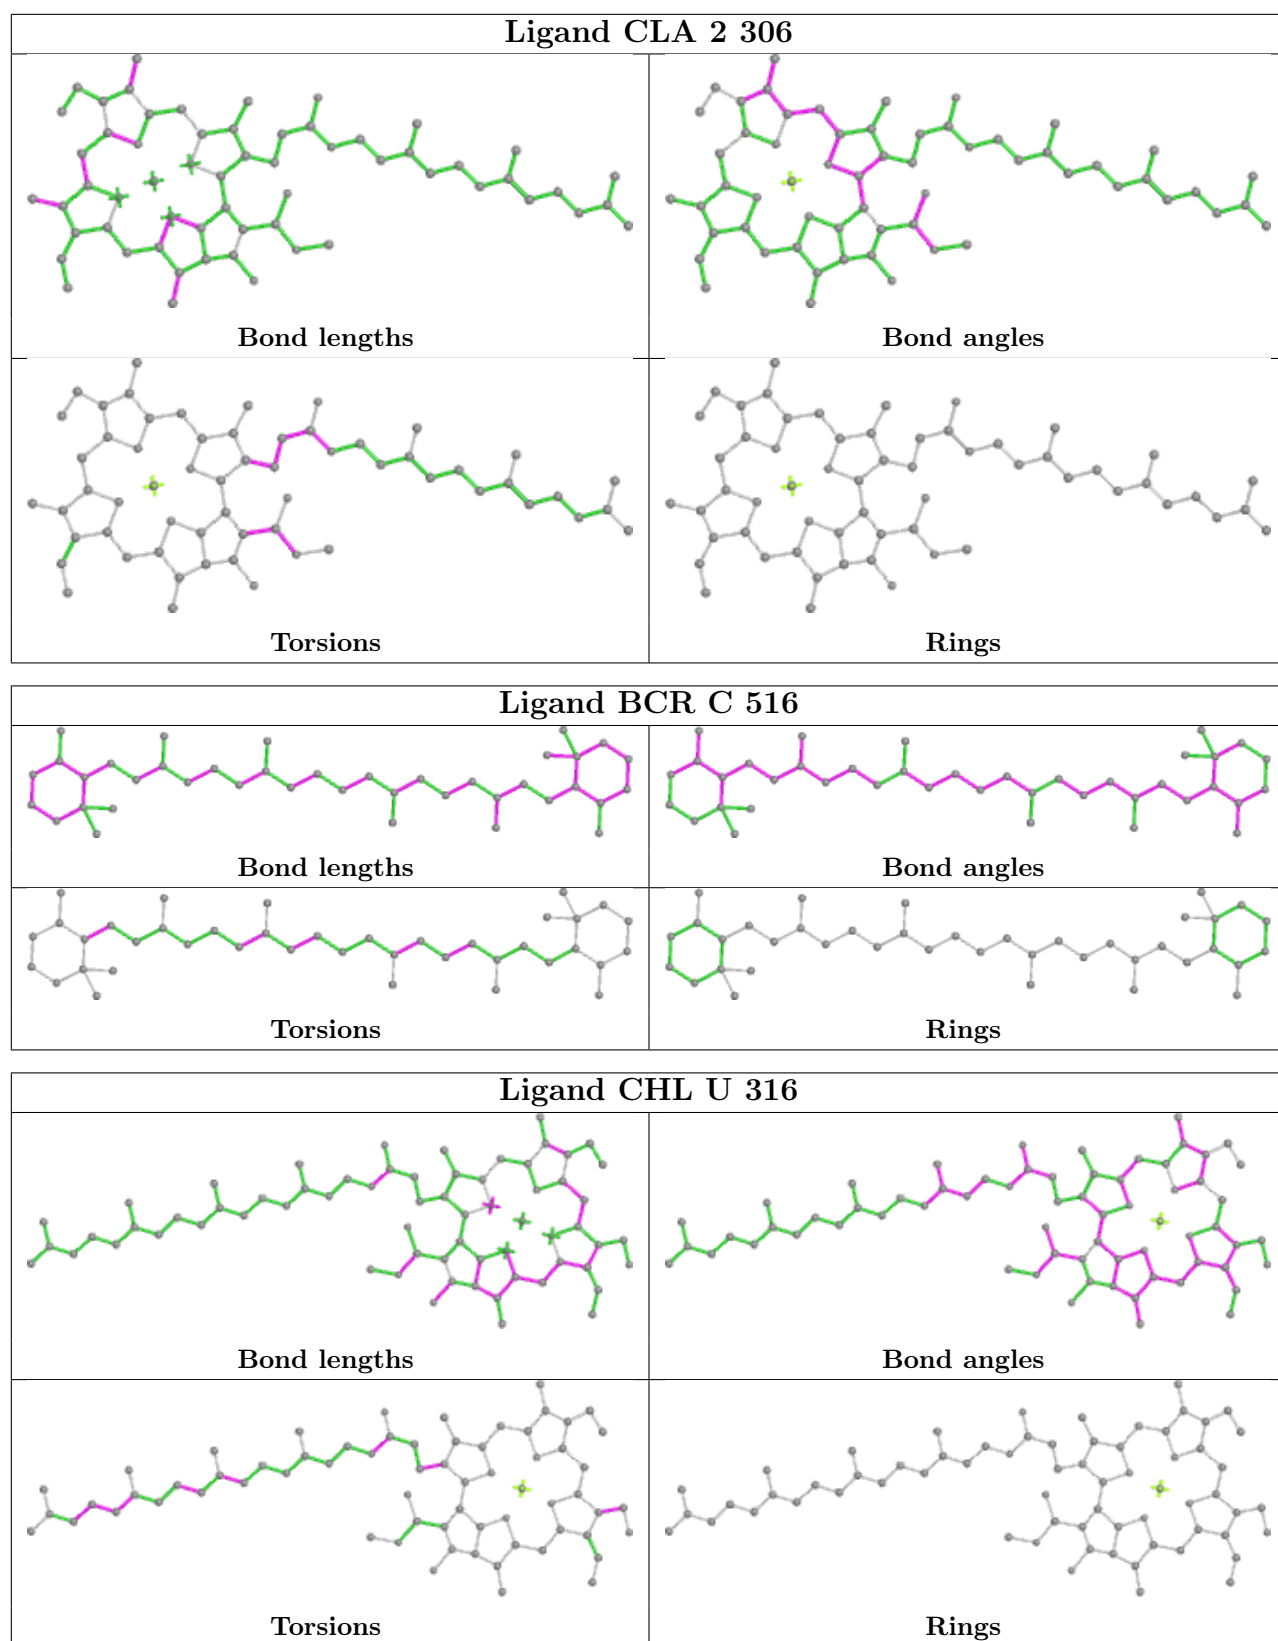 Ligand CLA 2 306
Bond lengths
Bond angles
Torsions
Rings
Ligand BCR C 516
Bond lengths
Bond angles
Torsions
Rings
Ligand CHL U 316
Bond lengths
Bond angles
Torsions
Rings